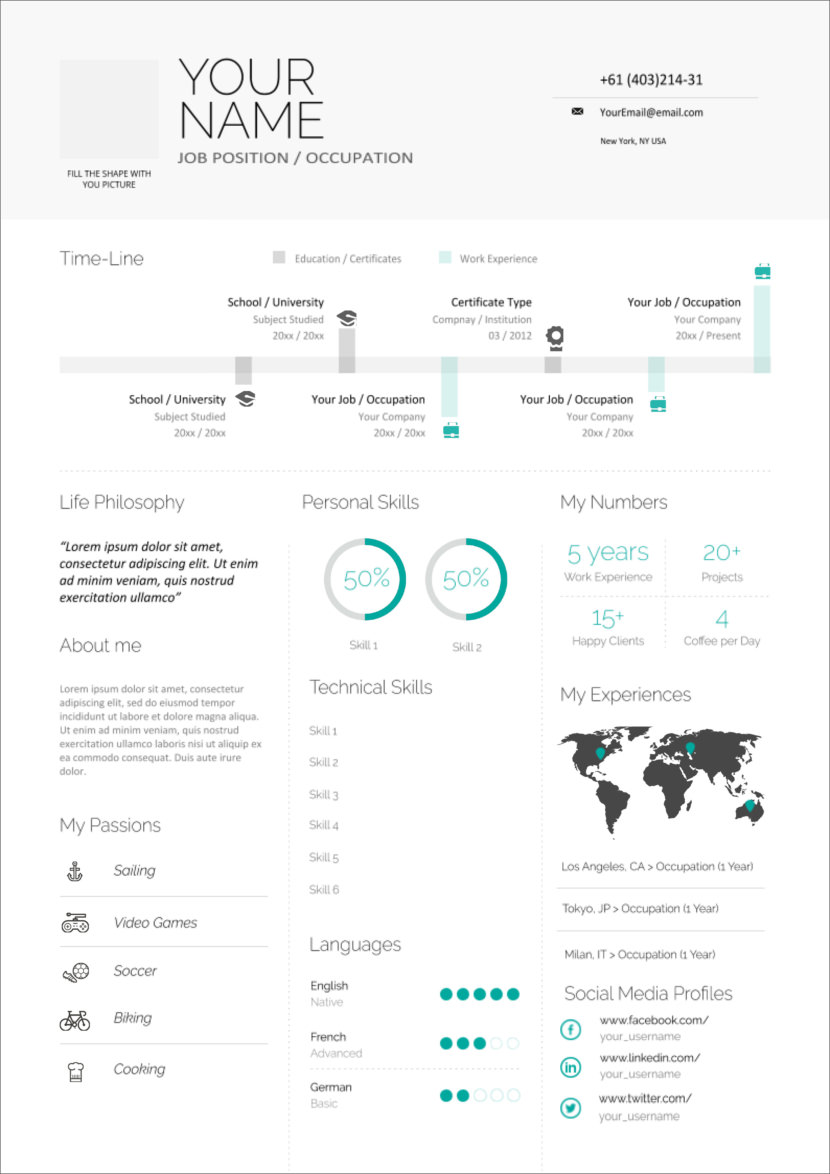 YOUR
NAME
JOB POSITION / OCCUPATION
FILL THE SHAPE WITH
YOU PICTURE
+61 (403)214-31
YourEmail@email.com
New York, NY USA
Time-Line
Education / Certificates
Work Experience
School / University
Subject Studied
20xx / 20xx
Certificate Type
Compnay / Institution
03 / 2012
Your Job / Occupation
Your Company
20xx / Present
School / University
Subject Studied
20xx / 20xx
Your Job / Occupation
Your Company
20xx / 20xx
Your Job / Occupation
Your Company
20xx / 20xx
Life Philosophy
“Lorem ipsum dolor sit amet,
consectetur adipiscing elit. Ut enim
ad minim veniam, quis nostrud
exercitation ullamco”
About me
Lorem ipsum dolor sit amet, consectetur
adipiscing elit, sed do eiusmod tempor
incididunt ut labore et dolore magna aliqua.
Ut enim ad minim veniam, quis nostrud
exercitation ullamco laboris nisi ut aliquip ex
ea commodo consequat. Duis aute irure
dolor.
My Passions
Sailing
Video Games
Soccer
Biking
Cooking
Personal Skills
50%
50%
Skill 1
Skill 2
Technical Skills
Skill 1
Skill 2
Skill 3
Skill 4
Skill 5
Skill 6
Languages
English
Native
French
Advanced
German
Basic
My Numbers
5 years
Work Experience
20+
Projects
15+
Happy Clients
4
Coffee per Day
My Experiences
Los Angeles, CA > Occupation (1 Year)
Tokyo, JP > Occupation (1 Year)
Milan, IT > Occupation (1 Year)
Social Media Profiles
www.facebook.com/
your_username
www.linkedin.com/
your_username
www.twitter.com/
your_username